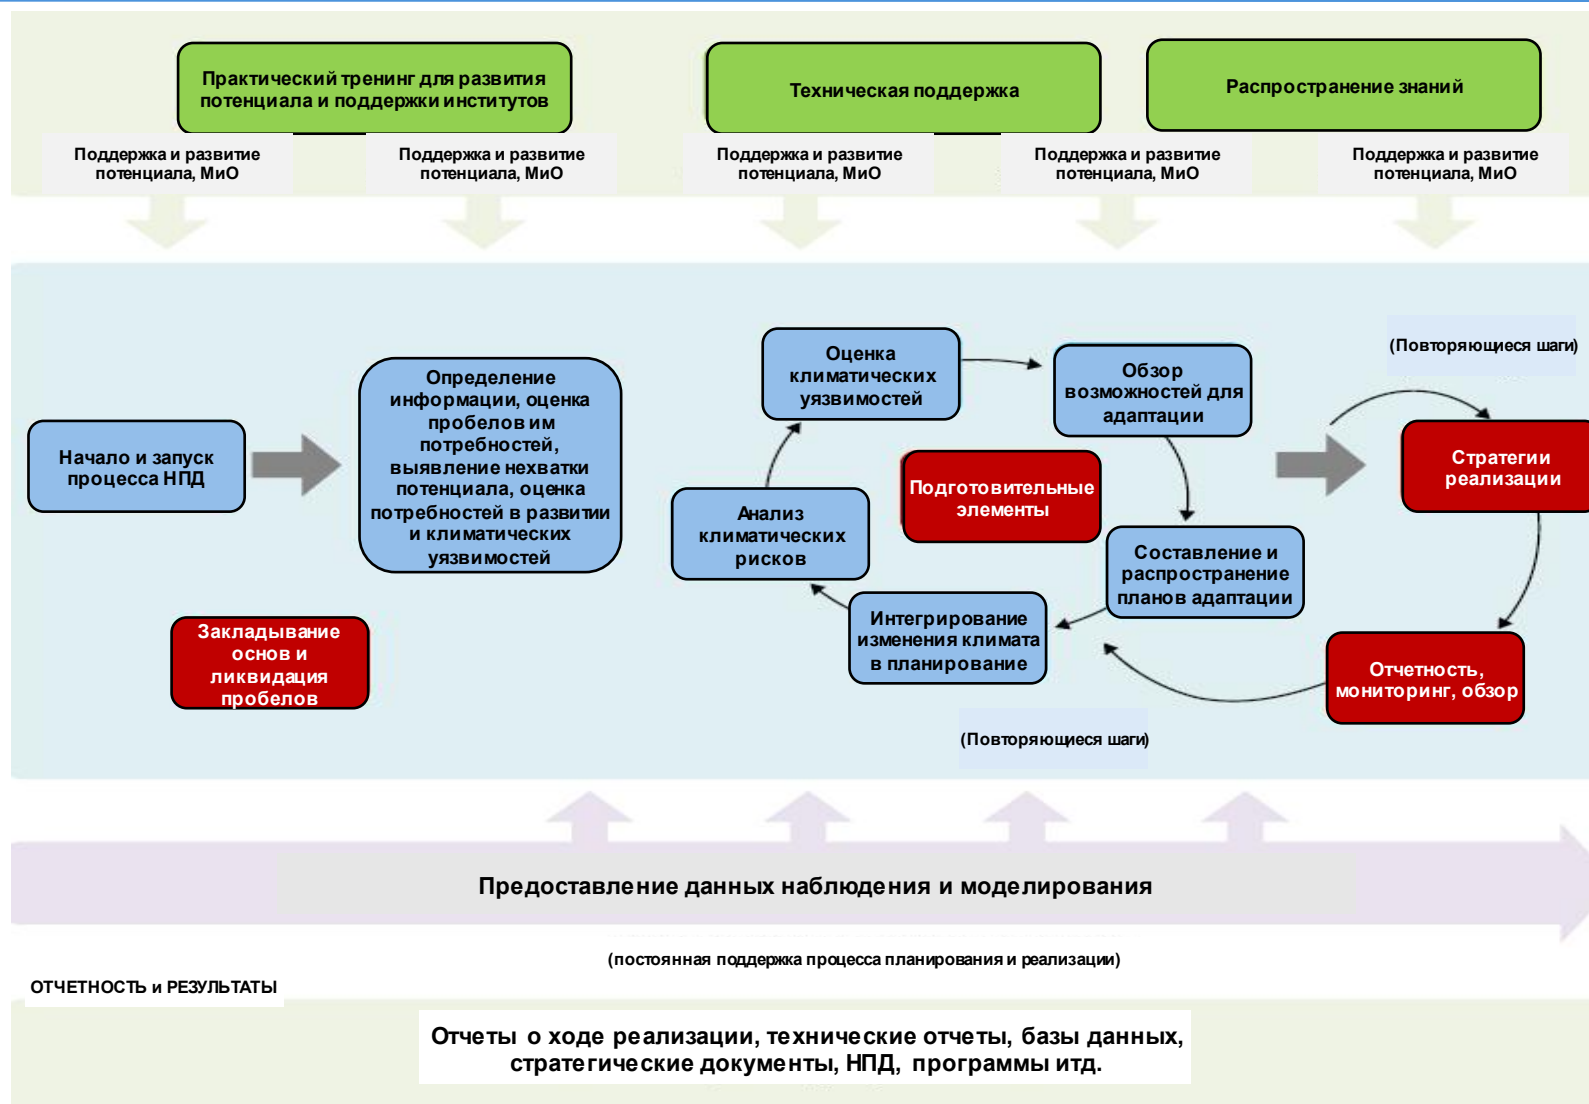 Практический тренинг для развития
потенциала и поддержки институтов
Техническая поддержка
Распространение знаний
Поддержка и развитие
потенциала, МиО
Поддержка и развитие
потенциала, МиО
Поддержка и развитие
потенциала, МиО
Поддержка и развитие
потенциала, МиО
Поддержка и развитие
потенциала, МиО
Начало и запуск
процесса НПД
Определение
информации, оценка
пробелов им
потребностей,
выявление нехватки
потенциала, оценка
потребностей в развитии
и климатических
уязвимостей
Закладывание
основ и
ликвидация
пробелов
Оценка
климатических
уязвимостей
Обзор
возможностей для
адаптации
Подготовительные
элементы
Анализ
климатических
рисков
Составление и
распространение
планов адаптации
Интегрирование
изменения климата
в планирование
(Повторяющиеся шаги)
Стратегии
реализации
Отчетность,
мониторинг, обзор
(Повторяющиеся шаги)
Предоставление данных наблюдения и моделирования
(постоянная поддержка процесса планирования и реализации)
ОТЧЕТНОСТЬ и РЕЗУЛЬТАТЫ
Отчеты о ходе реализации, технические отчеты, базы данных,
стратегические документы, НПД, программы итд.